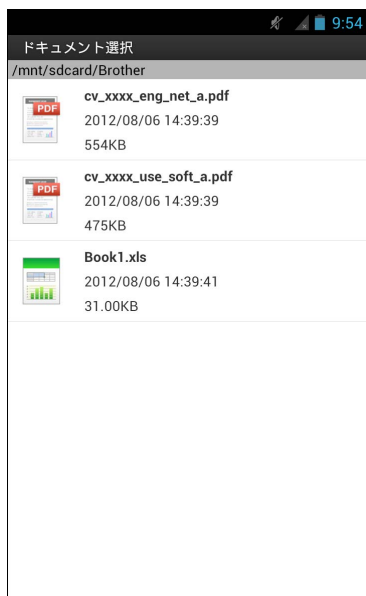 9:54
ドキュメント選択
/mnt/sdcard/Brother
PDF
cv_xxxx_eng_net_a.pdf
2012/08/06 14:39:39
554KB
PDF
cv_xxxx_use_soft_a.pdf
2012/08/06 14:39:39
475KB
Book1.xls
2012/08/06 14:39:41
31.00KB